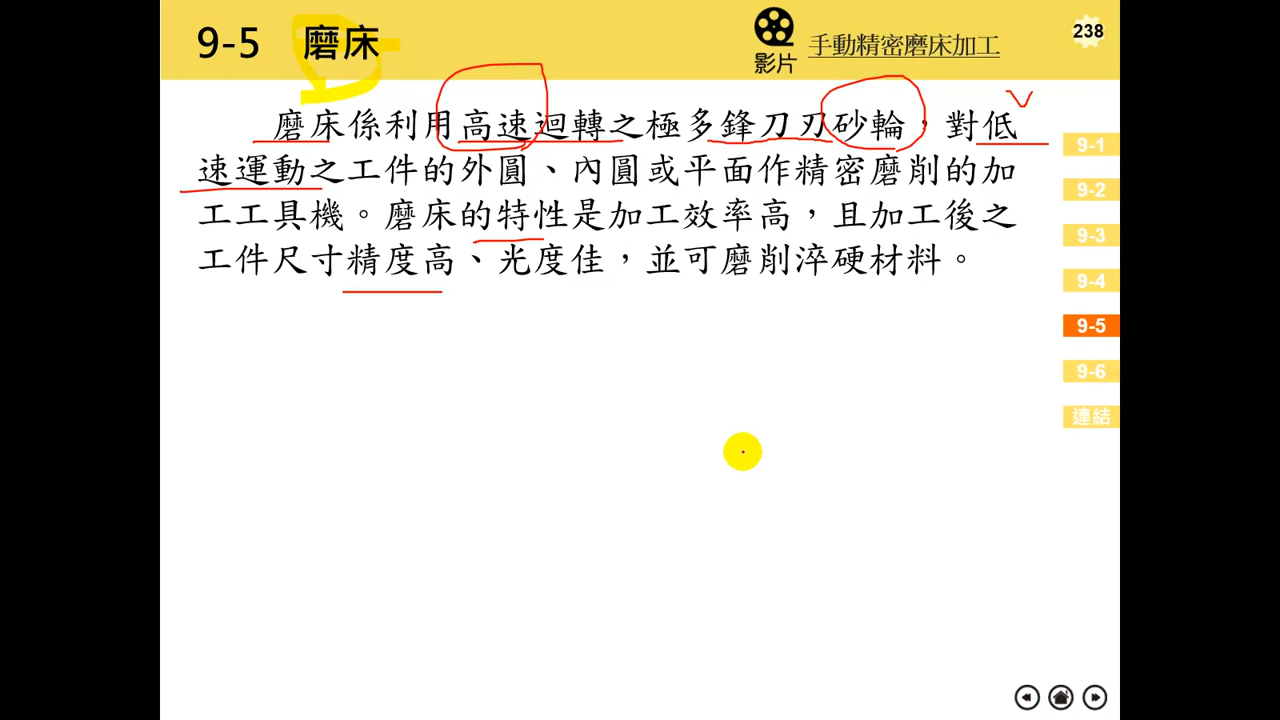 9-5 磨床
影片
手動精密磨床加工
238
磨床係利用高速迴轉之極多鋒刀刃砂輪，對低
速運動之工件的外圓、內圓或平面作精密磨削的加
工工具機。磨床的特性是加工效率高，且加工後之
工件尺寸精度高、光度佳，並可磨削淬硬材料。
9-1
9-2
9-3
9-4
9-5
9-6
連結